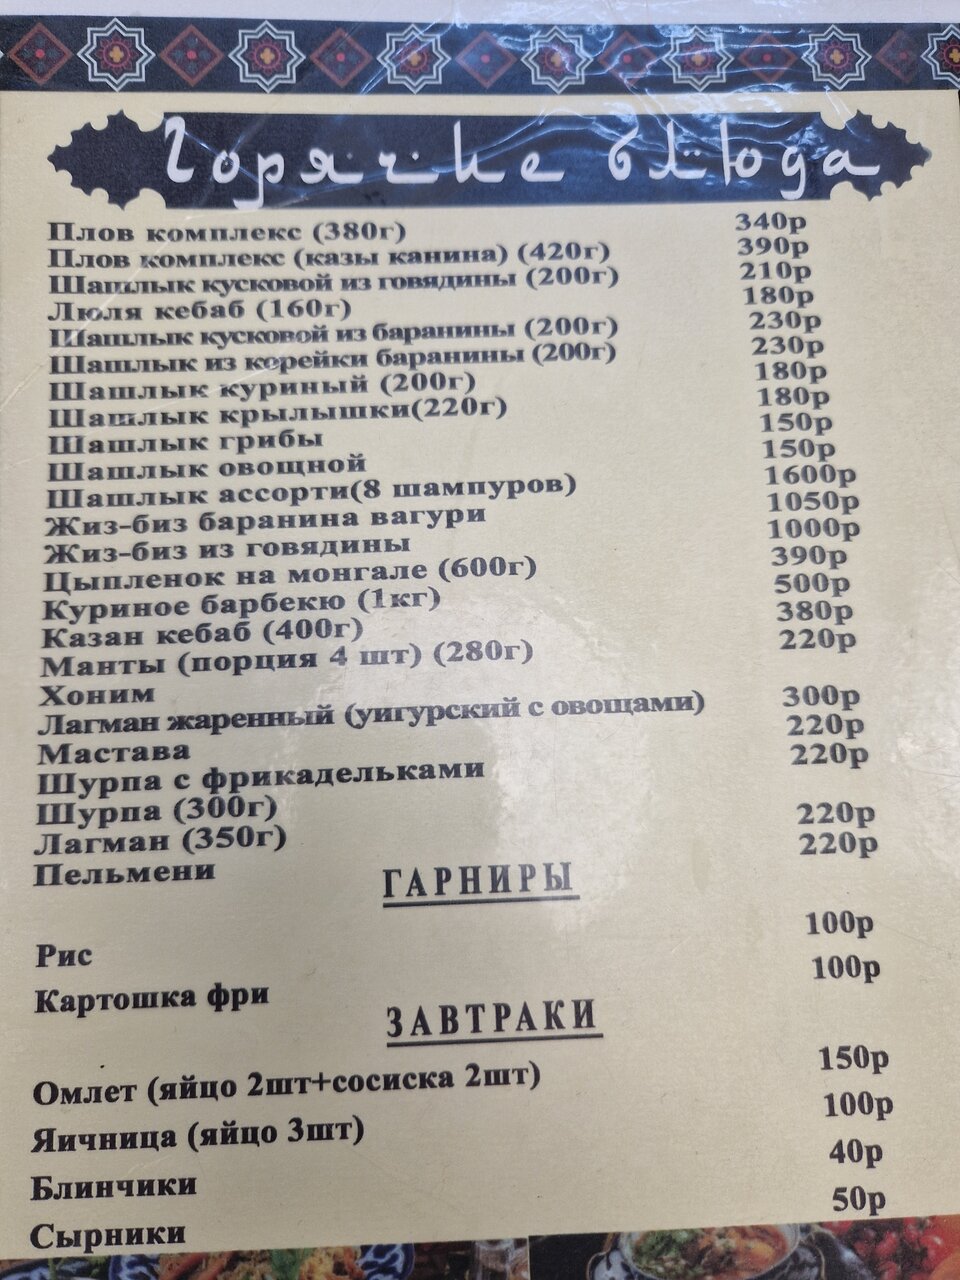 Горячие блюда
Плов комплекс (380г) 340р
Плов комплекс (казы канина) (420г) 390р
Шашлык кусковой из говядины (200г) 210р
Люля кебаб (160г) 180р
Шашлык кусковой из баранины (200г) 230р
Шашлык из корейки баранины (200г) 230р
Шашлык куриный (200г) 180р
Шашлык крылышки(220г) 180р
Шашлык грибы 150р
Шашлык овощной 150р
Шашлык ассорти(8 шампуров) 1600р
Жиз-биз баранина вагури 1050р
Жиз-биз из говядины 1000р
Цыпленок на монгале (600г) 390р
Куриное барбекю (1кг) 500р
Казан кебаб (400г) 380р
Манты (порция 4 шт) (280г) 220р
Хоним
Лагман жаренный (уигурский с овощами) 300р
Мастава 220р
Шурпа с фрикадельками 220р
Шурпа (300г)
Лагман (350г) 220р
Пельмени 220р
ГАРНИРЫ
Рис 100р
Картошка фри 100р
ЗАВТРАКИ
Омлет (яйцо 2шт+сосиска 2шт) 150р
Яичница (яйцо 3шт) 100р
Блинчики 40р
Сырники 50р